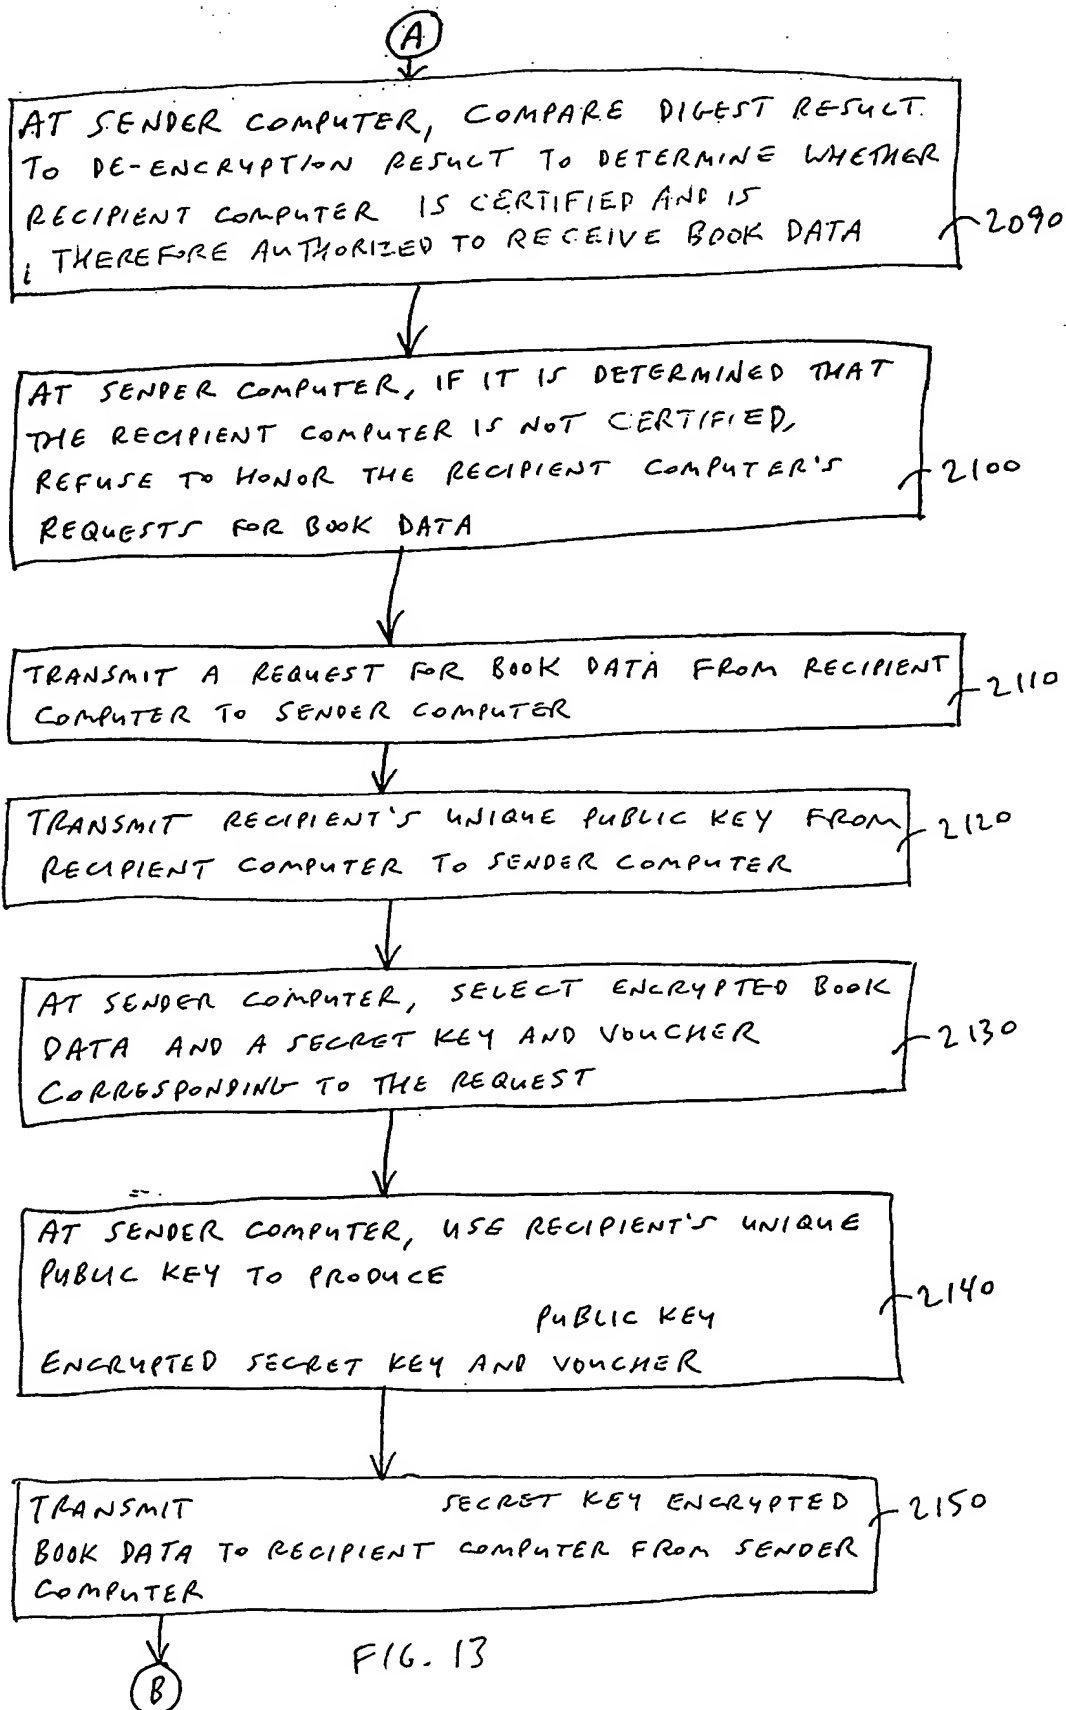 A
AT SENDER COMPUTER, COMPARE DIGEST RESULT
TO DE-ENCRYPTION RESULT TO DETERMINE WHETHER
RECIPIENT COMPUTER IS CERTIFIED AND IS
THEREFORE AUTHORIZED TO RECEIVE BOOK DATA
2090
AT SENDER COMPUTER, IF IT IS DETERMINED THAT
THE RECIPIENT COMPUTER IS NOT CERTIFIED,
REFUSE TO HONOR THE RECIPIENT COMPUTER'S
REQUESTS FOR BOOK DATA
2100
TRANSMIT A REQUEST FOR BOOK DATA FROM RECIPIENT
COMPUTER TO SENDER COMPUTER
2110
TRANSMIT RECIPIENT'S UNIQUE PUBLIC KEY FROM
RECIPIENT COMPUTER TO SENDER COMPUTER
2120
AT SENDER COMPUTER, SELECT ENCRYPTED BOOK
DATA AND A SECRET KEY AND VOUCHER
CORRESPONDING TO THE REQUEST
2130
AT SENDER COMPUTER, USE RECIPIENT'S UNIQUE
PUBLIC KEY TO PRODUCE
PUBLIC KEY
ENCRYPTED SECRET KEY AND VOUCHER
2140
TRANSMIT SECRET KEY ENCRYPTED
BOOK DATA TO RECIPIENT COMPUTER FROM SENDER
COMPUTER
2150
B
FIG. 13